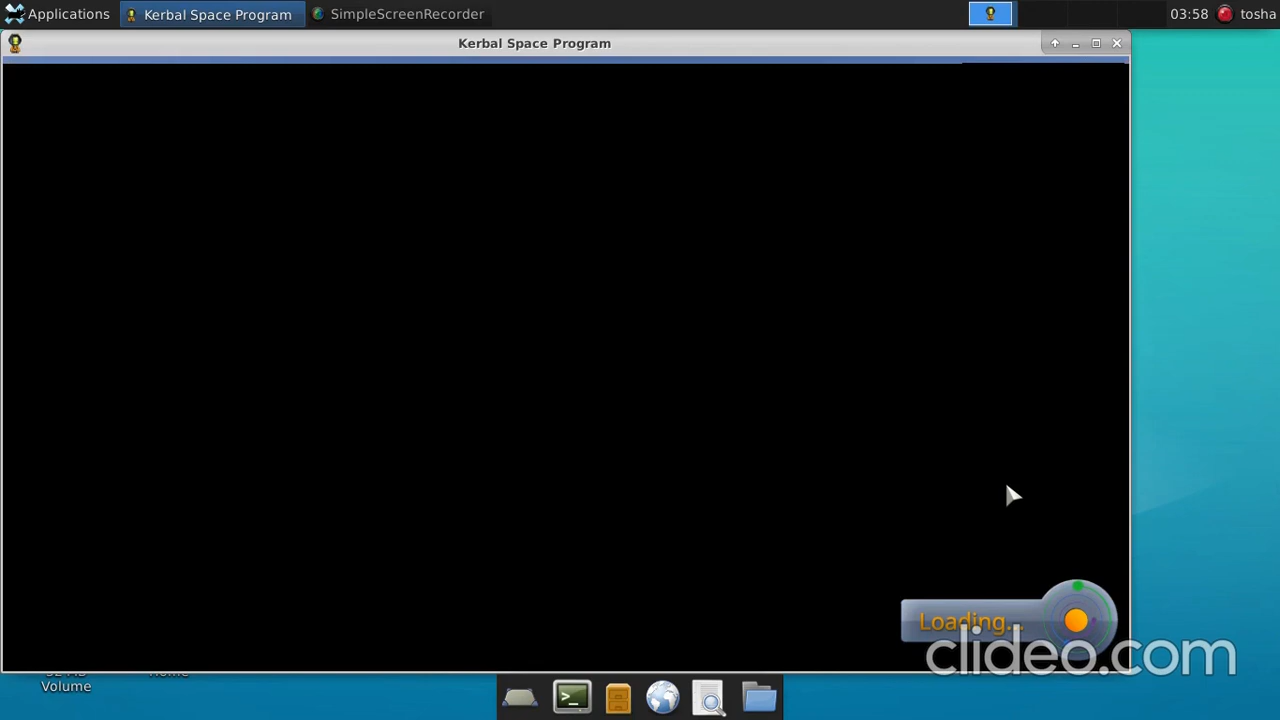 Applications
Kerbal Space Program
SimpleScreenRecorder
03:58
tosha
Kerbal Space Program
Loading...
clideo.com
Volume